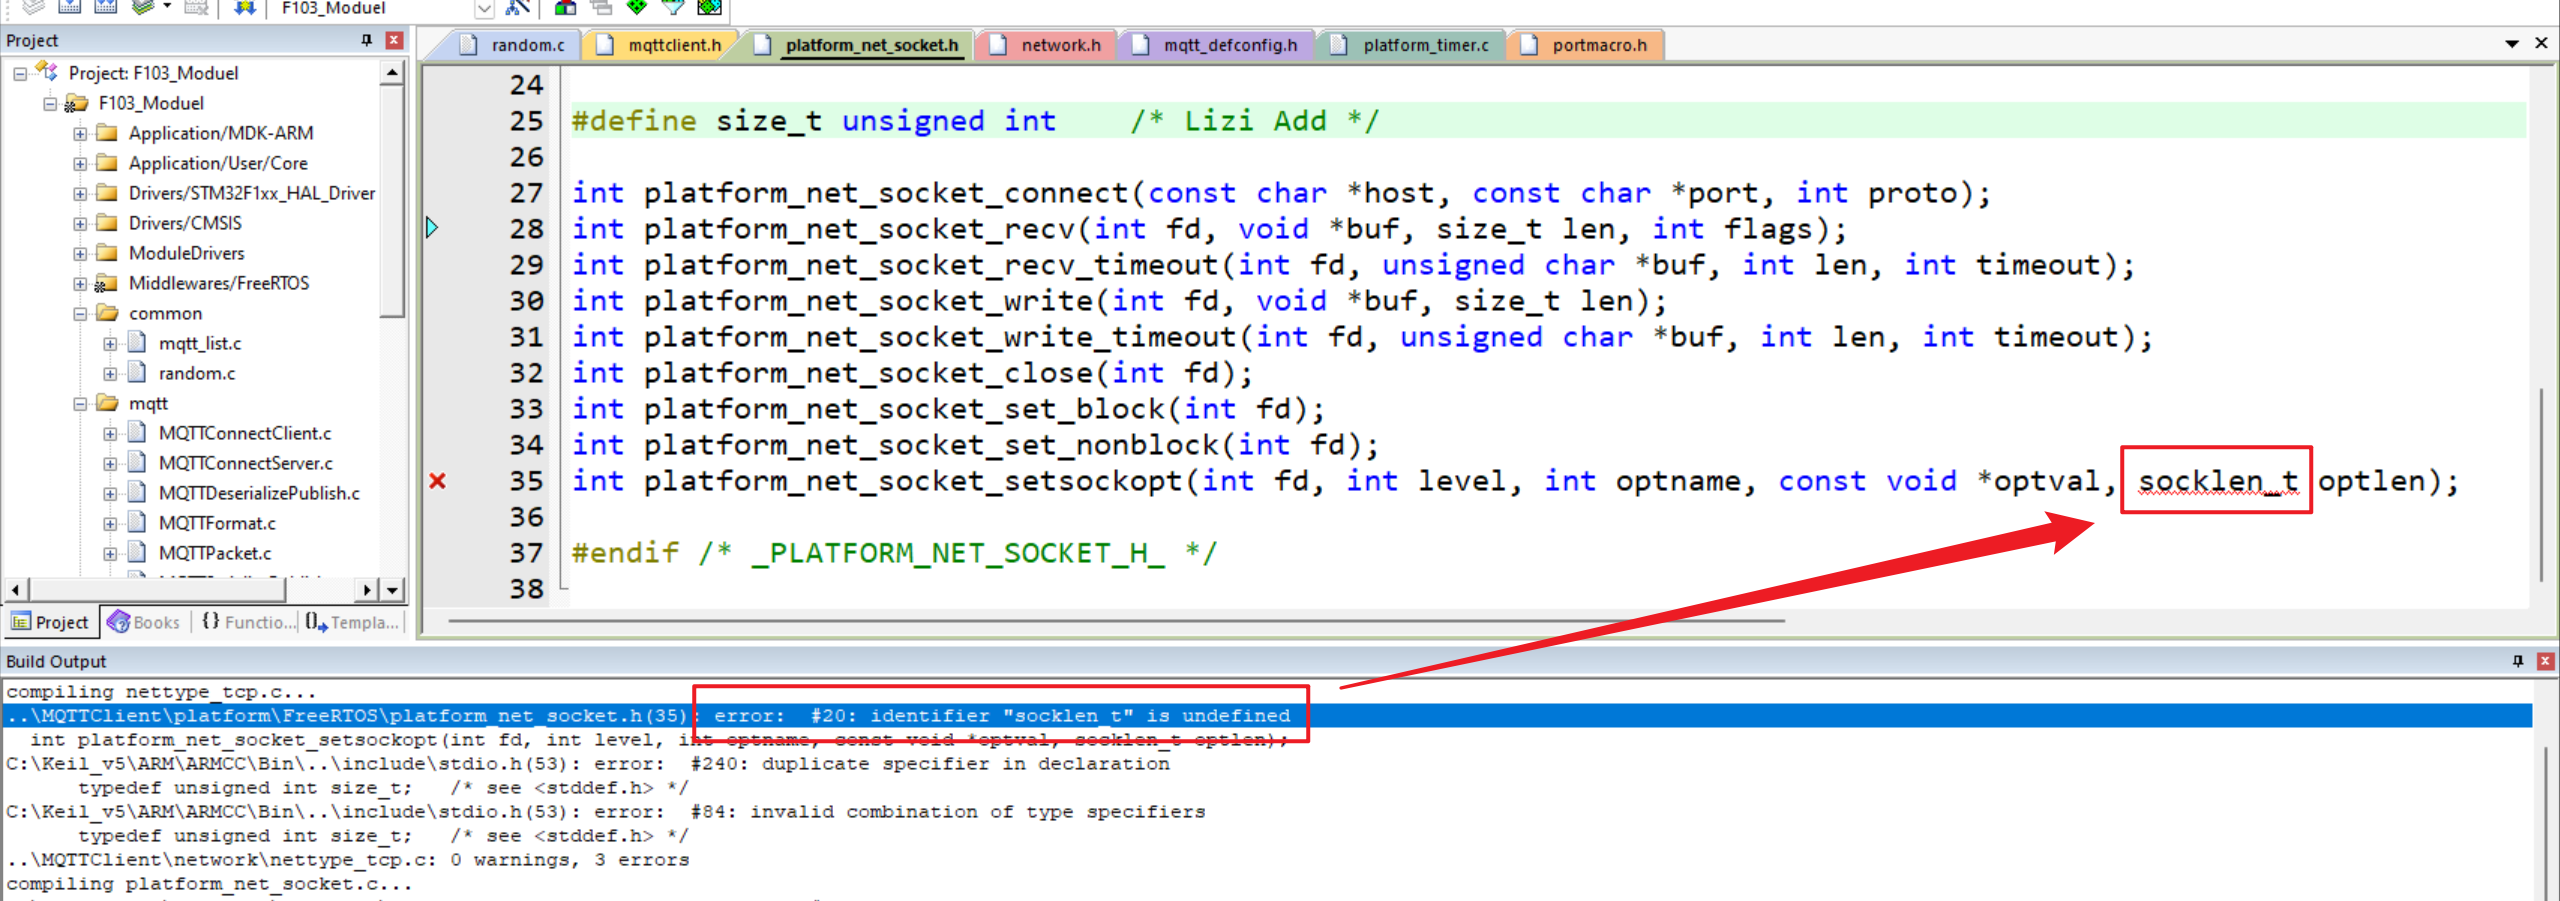 F103_Moduel
Project
random.c
mqttclient.h
platform_net_socket.h
network.h
mqtt_defconfig.h
platform_timer.c
portmacro.h
Project: F103_Moduel
F103_Moduel
Application/MDK-ARM
Application/User/Core
Drivers/STM32F1xx_HAL_Driver
Drivers/CMSIS
ModuleDrivers
Middlewares/FreeRTOS
common
mqtt_list.c
random.c
mqtt
MQTTConnectClient.c
MQTTConnectServer.c
MQTTDeserializePublish.c
MQTTFormat.c
MQTTPacket.c
Project
Books
{} Functio...
Templa...
24
25 #define size_t unsigned int    /* Lizi Add */
26
27 int platform_net_socket_connect(const char *host, const char *port, int proto);
28 int platform_net_socket_recv(int fd, void *buf, size_t len, int flags);
29 int platform_net_socket_recv_timeout(int fd, unsigned char *buf, int len, int timeout);
30 int platform_net_socket_write(int fd, void *buf, size_t len);
31 int platform_net_socket_write_timeout(int fd, unsigned char *buf, int len, int timeout);
32 int platform_net_socket_close(int fd);
33 int platform_net_socket_set_block(int fd);
34 int platform_net_socket_set_nonblock(int fd);
35 int platform_net_socket_setsockopt(int fd, int level, int optname, const void *optval, socklen_t optlen);
36
37 #endif /* _PLATFORM_NET_SOCKET_H_ */
38
Build Output
compiling nettype_tcp.c...
..\MQTTClient\platform\FreeRTOS\platform_net_socket.h(35): error:  #20: identifier "socklen_t" is undefined
int platform_net_socket_setsockopt(int fd, int level, int optname, const void *optval, socklen_t optlen);
C:\Keil_v5\ARM\ARMCC\Bin\..\include\stdio.h(53): error:  #240: duplicate specifier in declaration
typedef unsigned int size_t;   /* see <stddef.h> */
C:\Keil_v5\ARM\ARMCC\Bin\..\include\stdio.h(53): error:  #84: invalid combination of type specifiers
typedef unsigned int size_t;   /* see <stddef.h> */
..\MQTTClient\network\nettype_tcp.c: 0 warnings, 3 errors
compiling platform_net_socket.c...